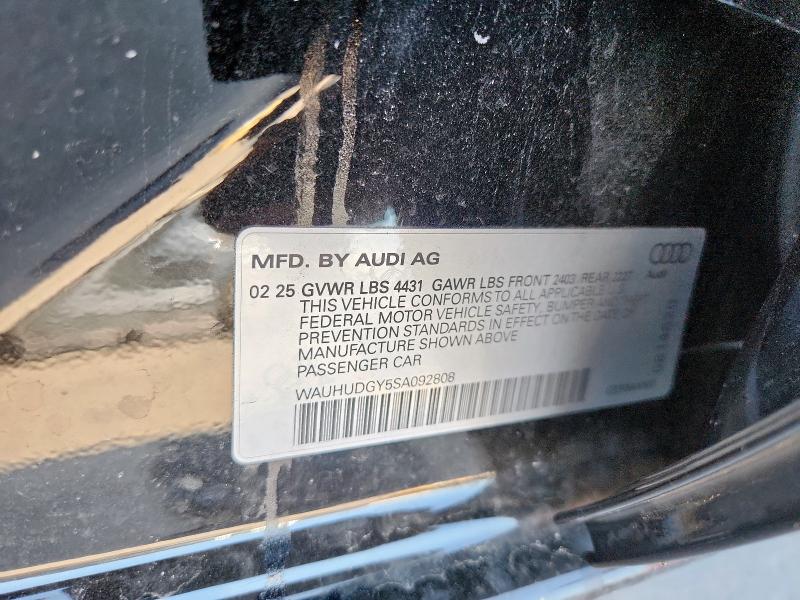 MFD. BY AUDI AG
02 25 GVWR LBS 4431 GAWR LBS FRONT 2403 REAR
THIS VEHICLE CONFORMS TO ALL APPLICABLE U.S.
FEDERAL MOTOR VEHICLE SAFETY, BUMPER AND THEFT
PREVENTION STANDARDS IN EFFECT ON THE DATE OF
MANUFACTURE SHOWN ABOVE
PASSENGER CAR
WAUHUDGY5SA092808
Audi